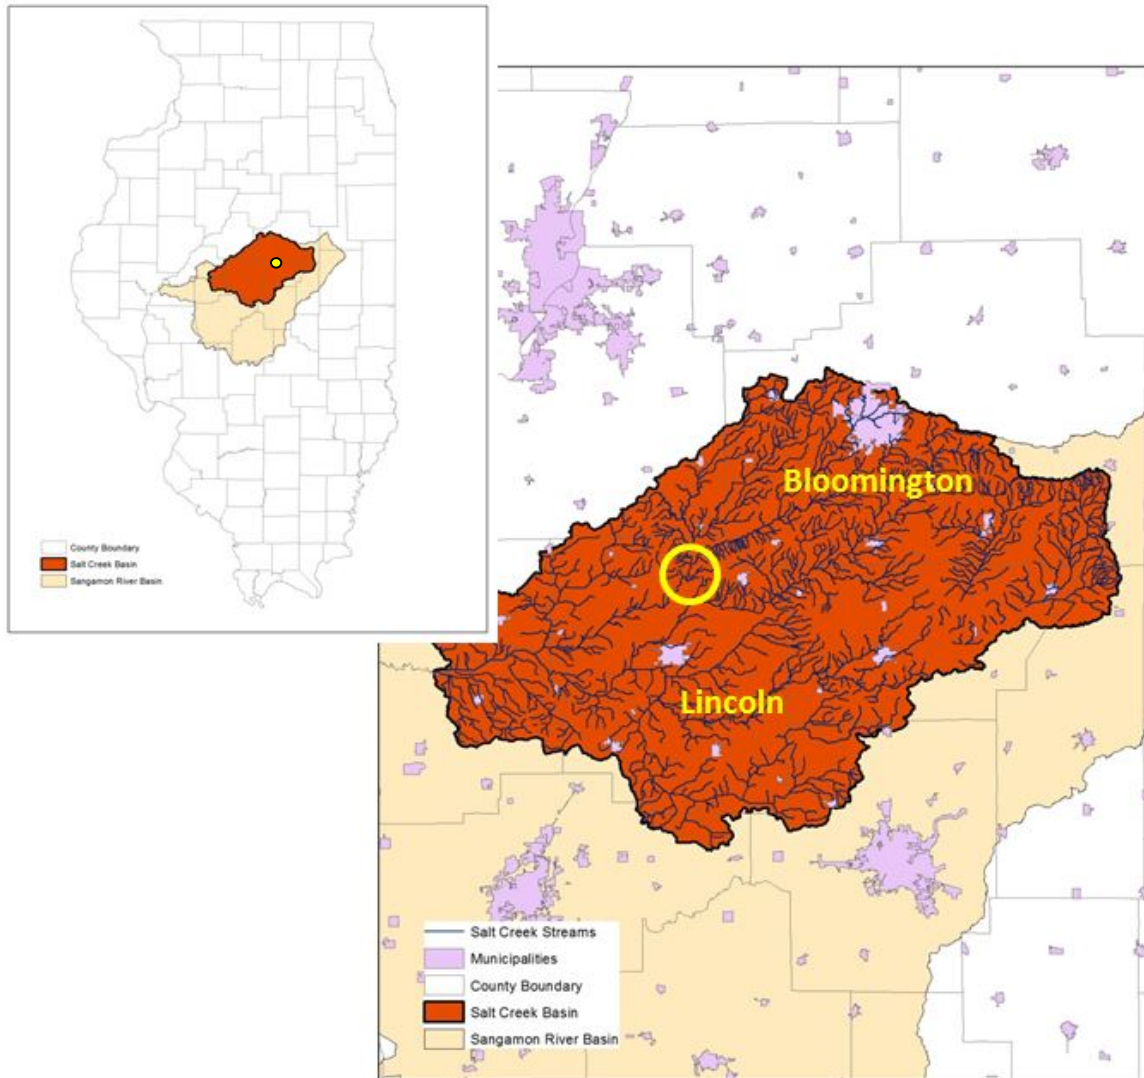 County Boundary
Salt Creek Basin
Sangamon River Basin
Bloomington
Lincoln
Salt Creek Streams
Municipalities
County Boundary
Salt Creek Basin
Sangamon River Basin